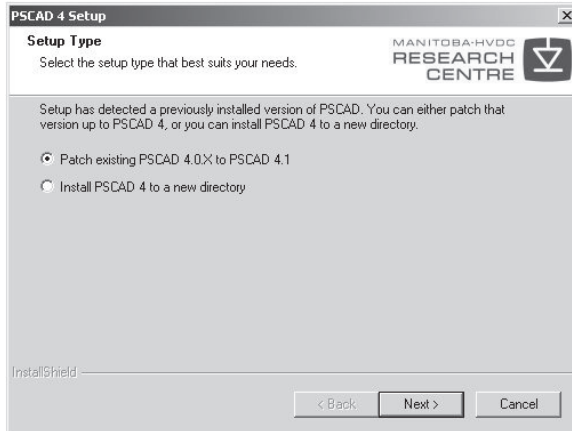 PSCAD 4 Setup
Setup Type
Select the setup type that best suits your needs.
MANITOBA-HVDC
RESEARCH
CENTRE
Setup has detected a previously installed version of PSCAD. You can either patch that
version up to PSCAD 4, or you can install PSCAD 4 to a new directory.
Patch existing PSCAD 4.0.X to PSCAD 4.1
Install PSCAD 4 to a new directory
InstallShield
< Back
Next >
Cancel